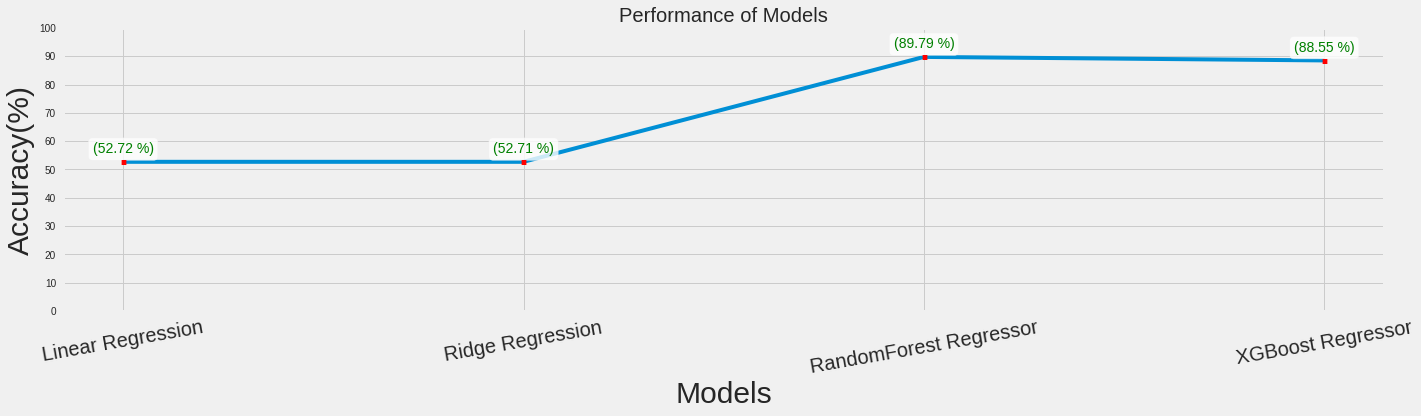 Performance of Models
Accuracy(%)
100
90
80
70
60
50
40
30
20
10
0
(52.72 %)
(52.71 %)
(89.79 %)
(88.55 %)
Linear Regression
Ridge Regression
RandomForest Regressor
XGBoost Regressor
Models